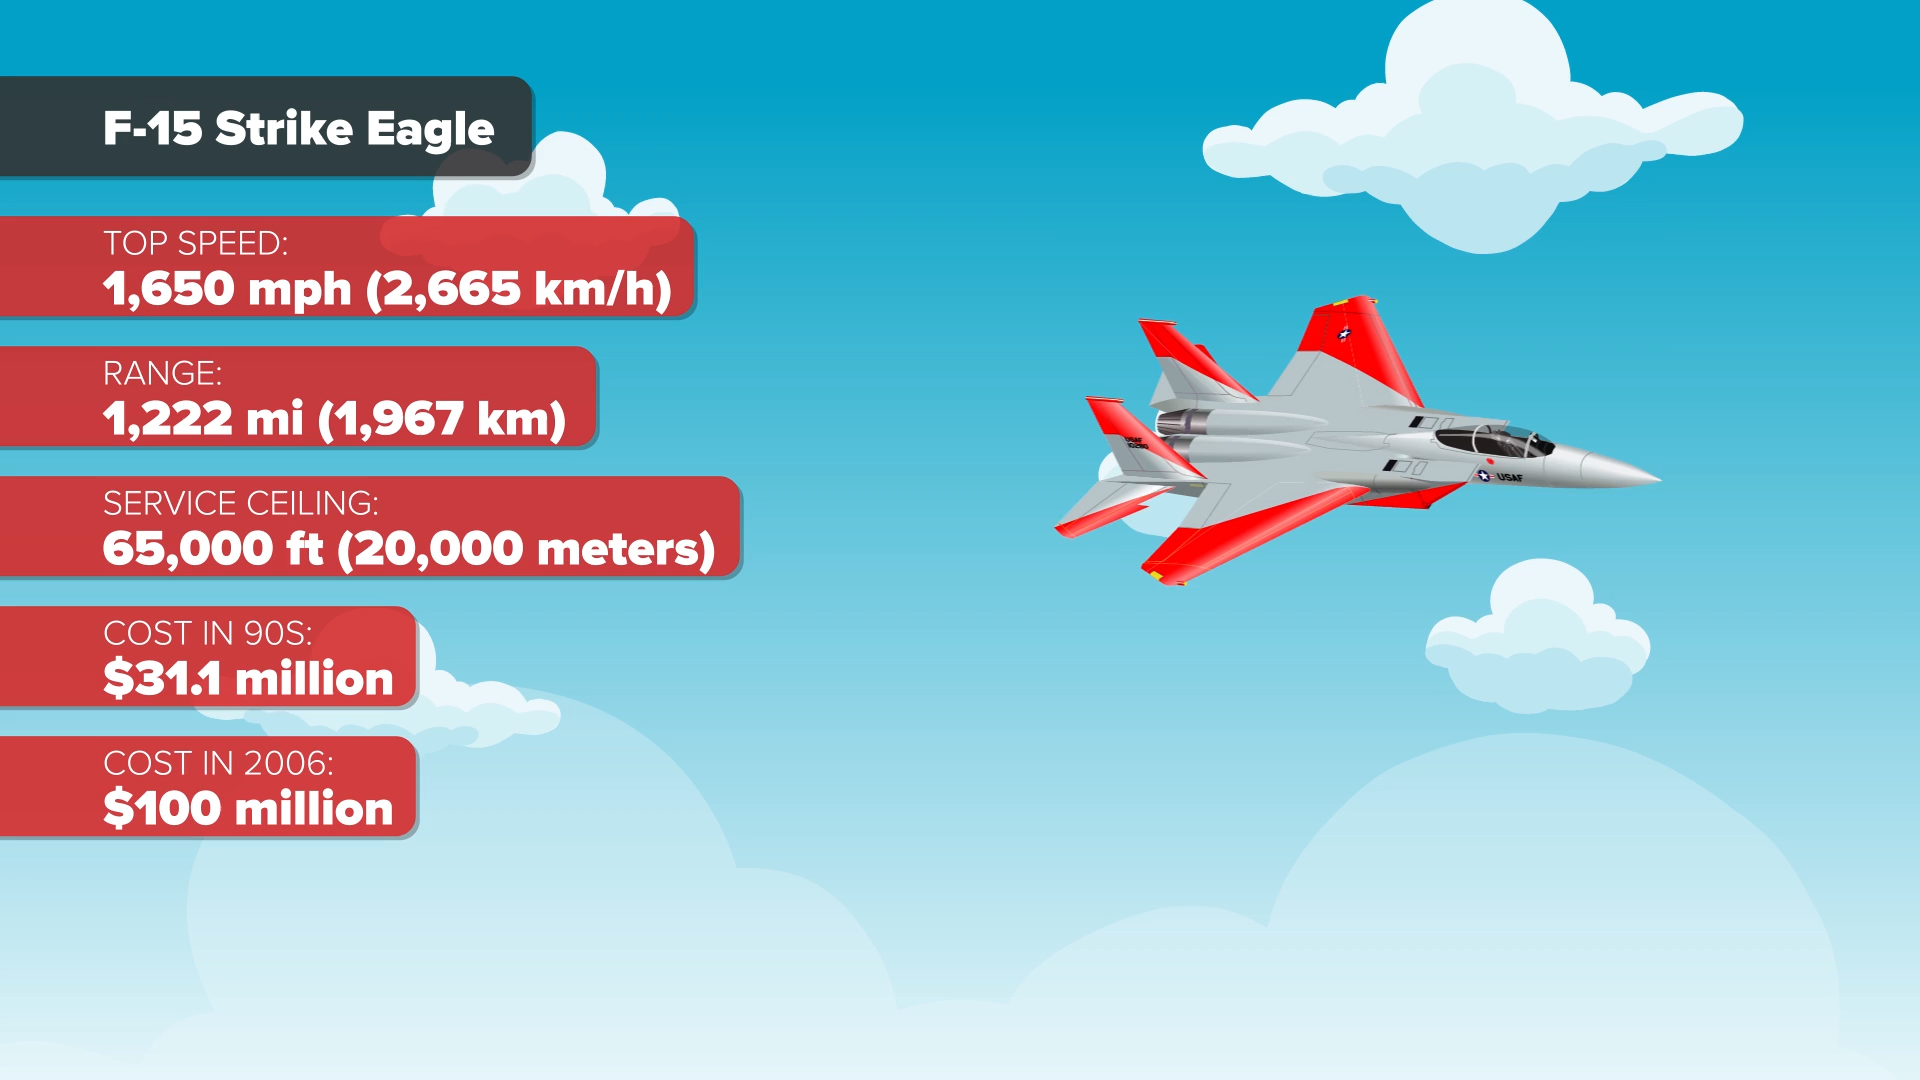 F-15 Strike Eagle
TOP SPEED:
1,650 mph (2,665 km/h)
RANGE:
1,222 mi (1,967 km)
SERVICE CEILING:
65,000 ft (20,000 meters)
COST IN 90S:
$31.1 million
COST IN 2006:
$100 million
USAF
USAF